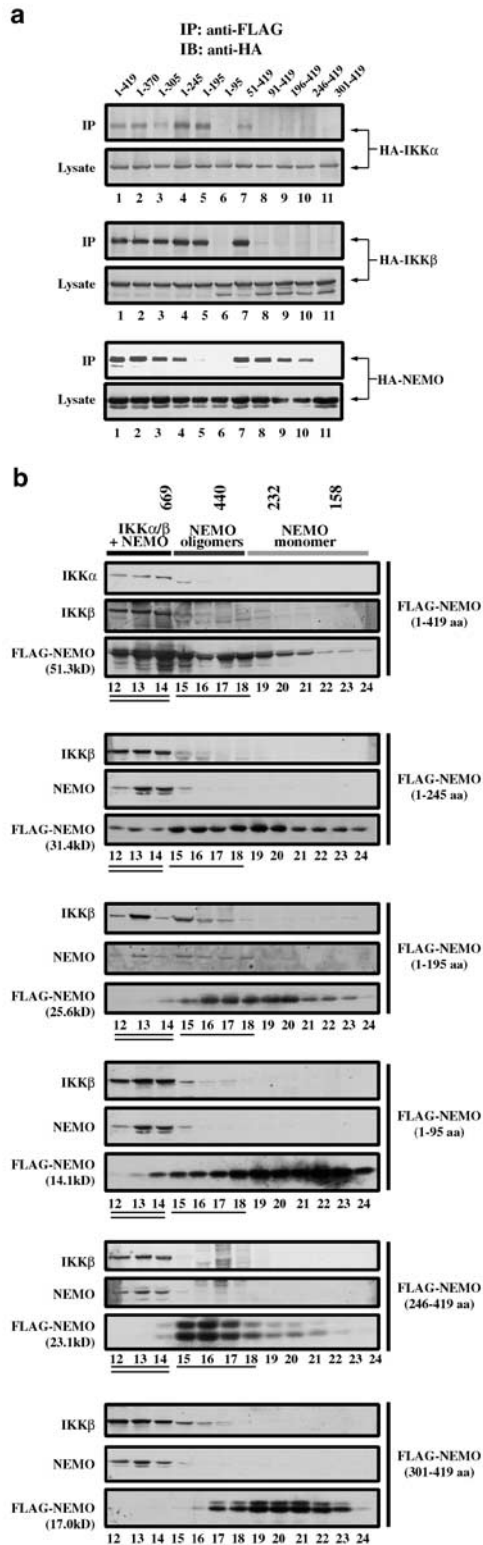 a
IP: anti-FLAG
IB: anti-HA
1-419 1-370 1-305 1-245 1-195 1-95 51-419 91-419 196-419 246-419 301-419
IP
HA-IKKα
Lysate
1 2 3 4 5 6 7 8 9 10 11
IP
HA-IKKβ
Lysate
1 2 3 4 5 6 7 8 9 10 11
IP
HA-NEMO
Lysate
1 2 3 4 5 6 7 8 9 10 11
b
669 440 232 158
IKKα/β + NEMO
NEMO oligomers
NEMO monomer
IKKα
IKKβ
FLAG-NEMO (1-419 aa)
FLAG-NEMO
(51.3kD)
12 13 14 15 16 17 18 19 20 21 22 23 24
IKKβ
NEMO
FLAG-NEMO (1-245 aa)
FLAG-NEMO
(31.4kD)
12 13 14 15 16 17 18 19 20 21 22 23 24
IKKβ
NEMO
FLAG-NEMO (1-195 aa)
FLAG-NEMO
(25.6kD)
12 13 14 15 16 17 18 19 20 21 22 23 24
IKKβ
NEMO
FLAG-NEMO (1-95 aa)
FLAG-NEMO
(14.1kD)
12 13 14 15 16 17 18 19 20 21 22 23 24
IKKβ
NEMO
FLAG-NEMO (246-419 aa)
FLAG-NEMO
(23.1kD)
12 13 14 15 16 17 18 19 20 21 22 23 24
IKKβ
NEMO
FLAG-NEMO (301-419 aa)
FLAG-NEMO
(17.0kD)
12 13 14 15 16 17 18 19 20 21 22 23 24